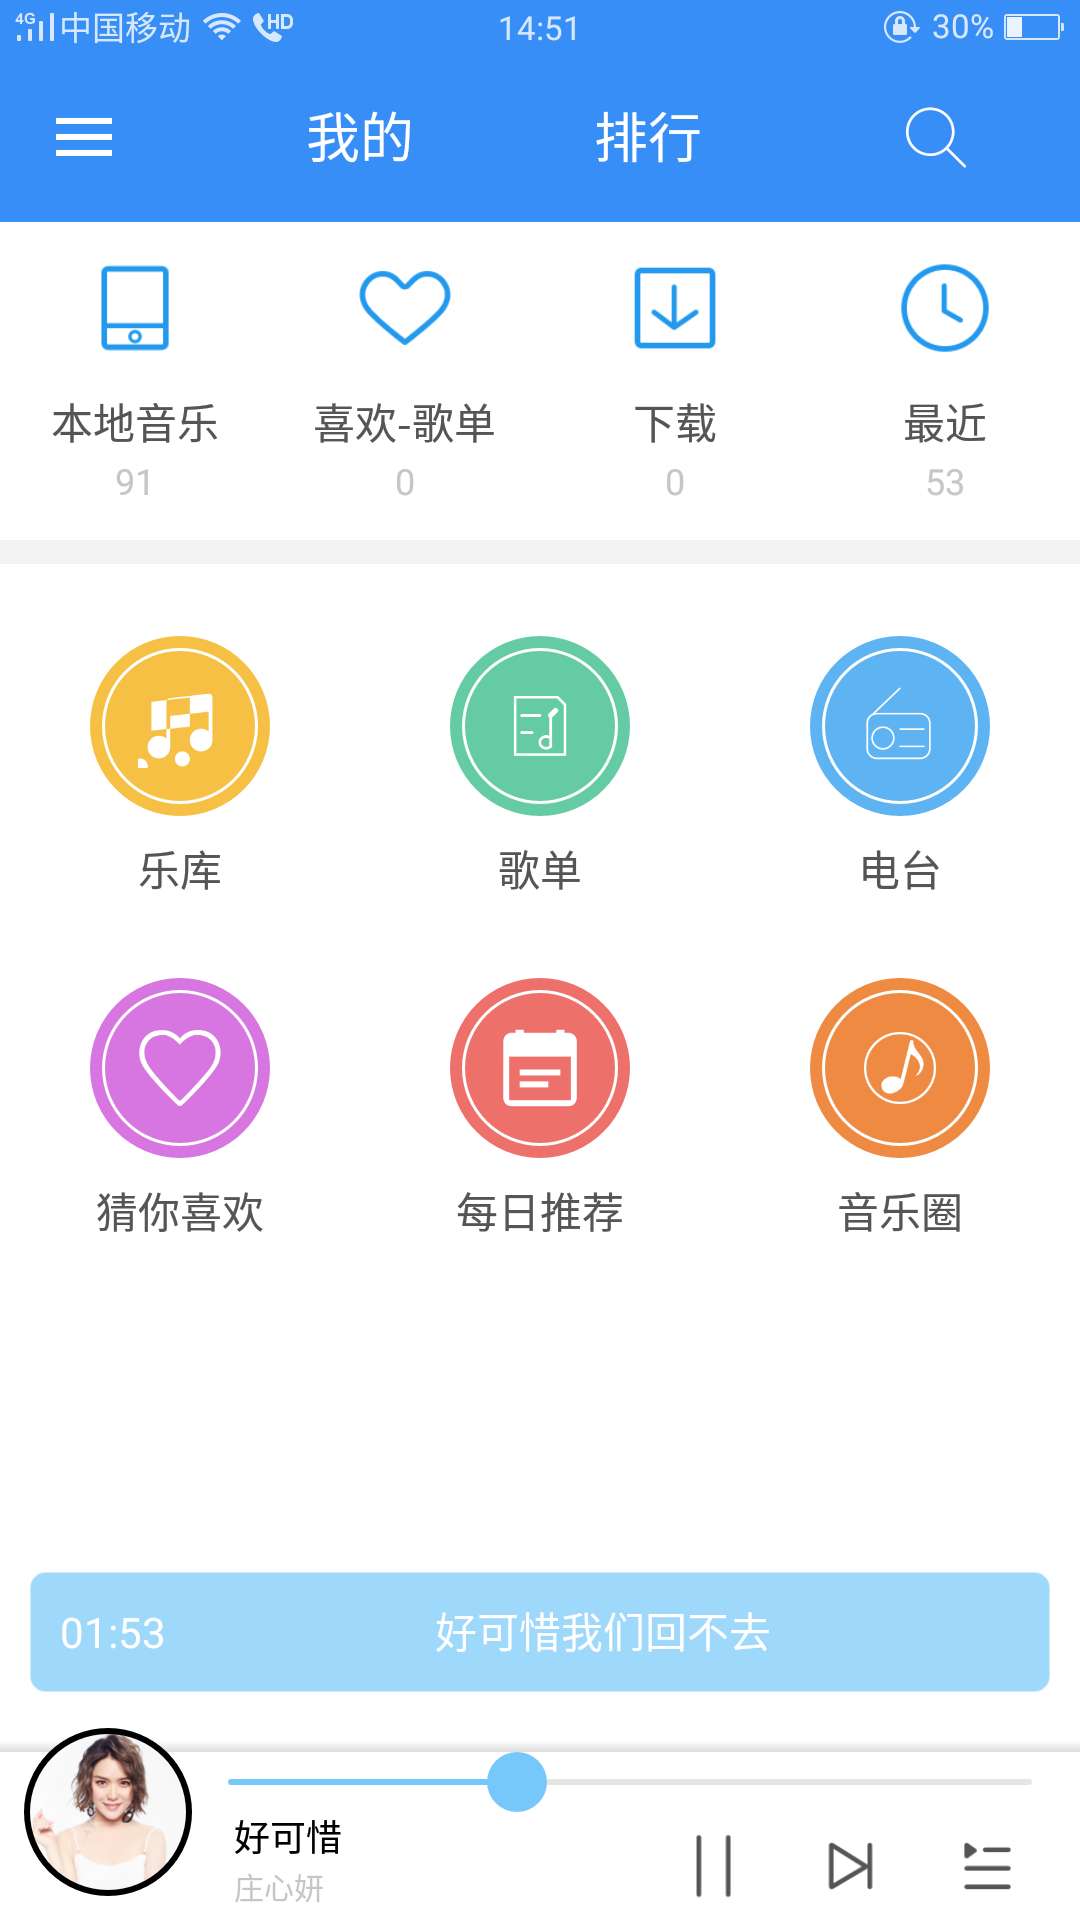 4G 中国移动 HD 14:51 30%
我的 排行
本地音乐 喜欢-歌单 下载 最近
91 0 0 53
乐库 歌单 电台
猜你喜欢 每日推荐 音乐圈
01:53 好可惜我们回不去
好可惜
庄心妍